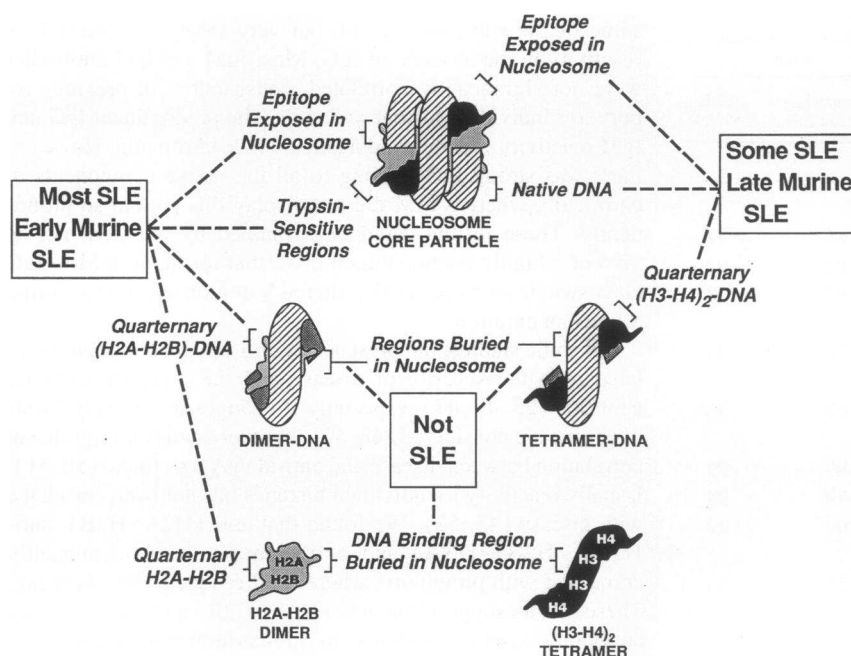 Epitope
Exposed in
Nucleosome
Epitope
Exposed in
Nucleosome
Most SLE
Early Murine
SLE
Some SLE
Late Murine
SLE
Native DNA
Trypsin-
Sensitive
Regions
NUCLEOSOME
CORE PARTICLE
Quaternary
(H3-H4)2-DNA
Quarternary
(H2A-H2B)-DNA
Regions Buried
in Nucleosome
DIMER-DNA
TETRAMER-DNA
Not
SLE
Quarternary
H2A-H2B
H2A
H2B
DNA Binding Region
Buried in Nucleosome
H4
H3
H3
H4
H2A-H2B
DIMER
(H3-H4)2
TETRAMER